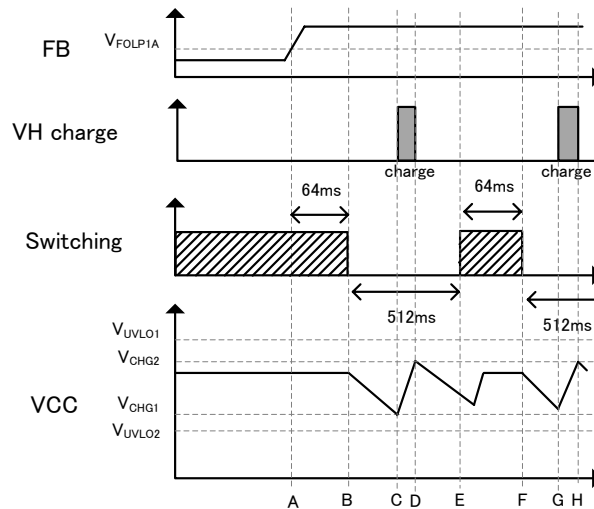 FB
VFOLP1A
VH charge
charge
charge
64ms
64ms
Switching
512ms
512ms
VUVLO1
VCHG2
VCC
VCHG1
VUVLO2
A B C D E F G H